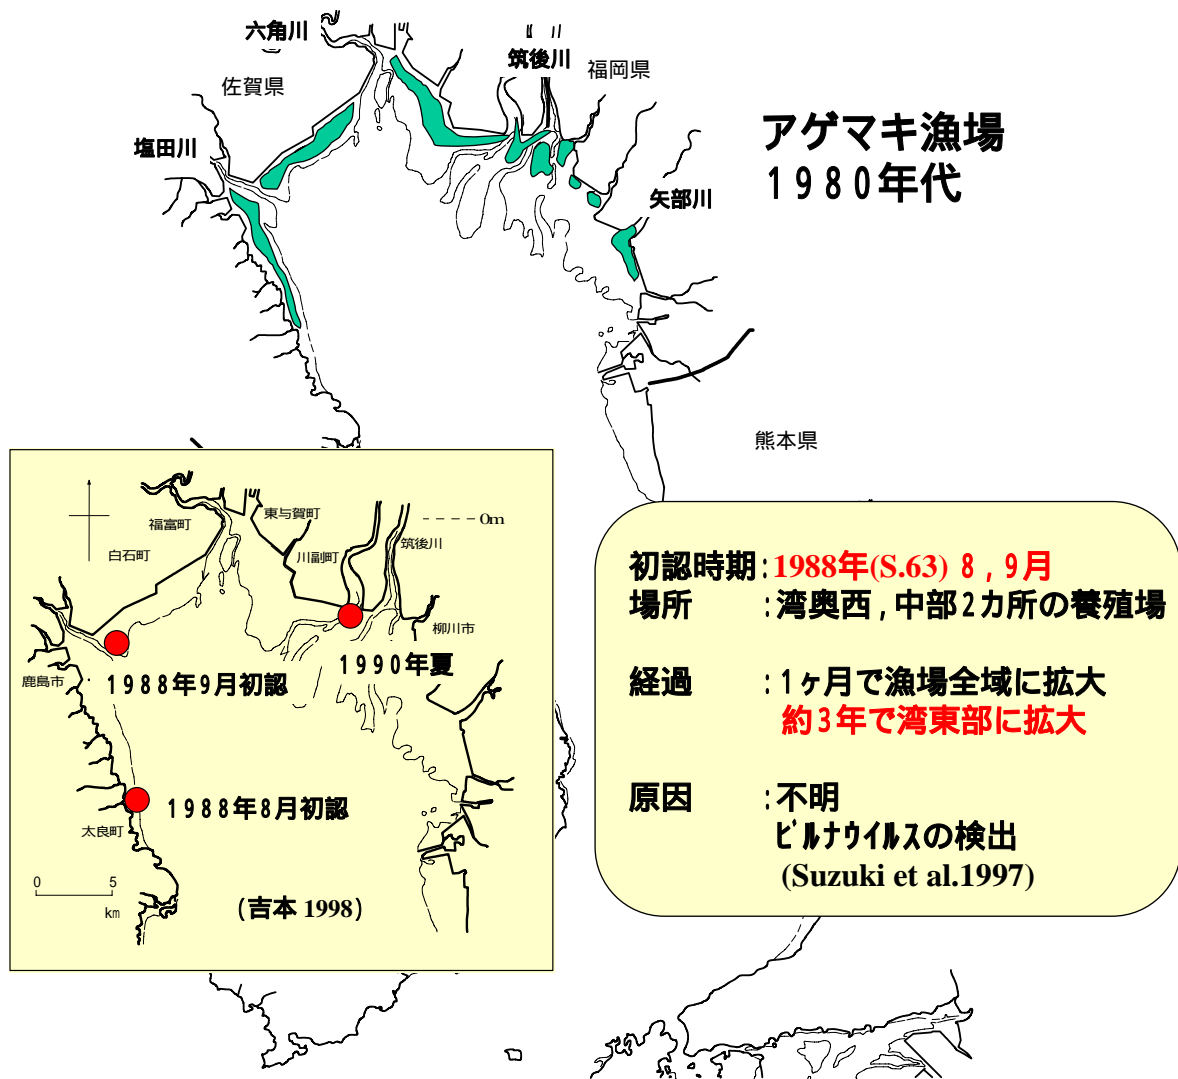 六角川
筑後川
福岡県
佐賀県
塩田川
矢部川
アゲマキ漁場
1980年代
熊本県
東与賀町
福富町
0m
川副町
筑後川
白石町
柳川市
1990年夏
鹿島市
1988年9月初認
1988年8月初認
太良町
0 5
km
(吉本 1998)
初認時期:1988年(S.63) 8,9月
場所 :湾奥西,中部2カ所の養殖場
経過 :1ヶ月で漁場全域に拡大
約3年で湾東部に拡大
原因 :不明
ビルナウイルスの検出
(Suzuki et al.1997)